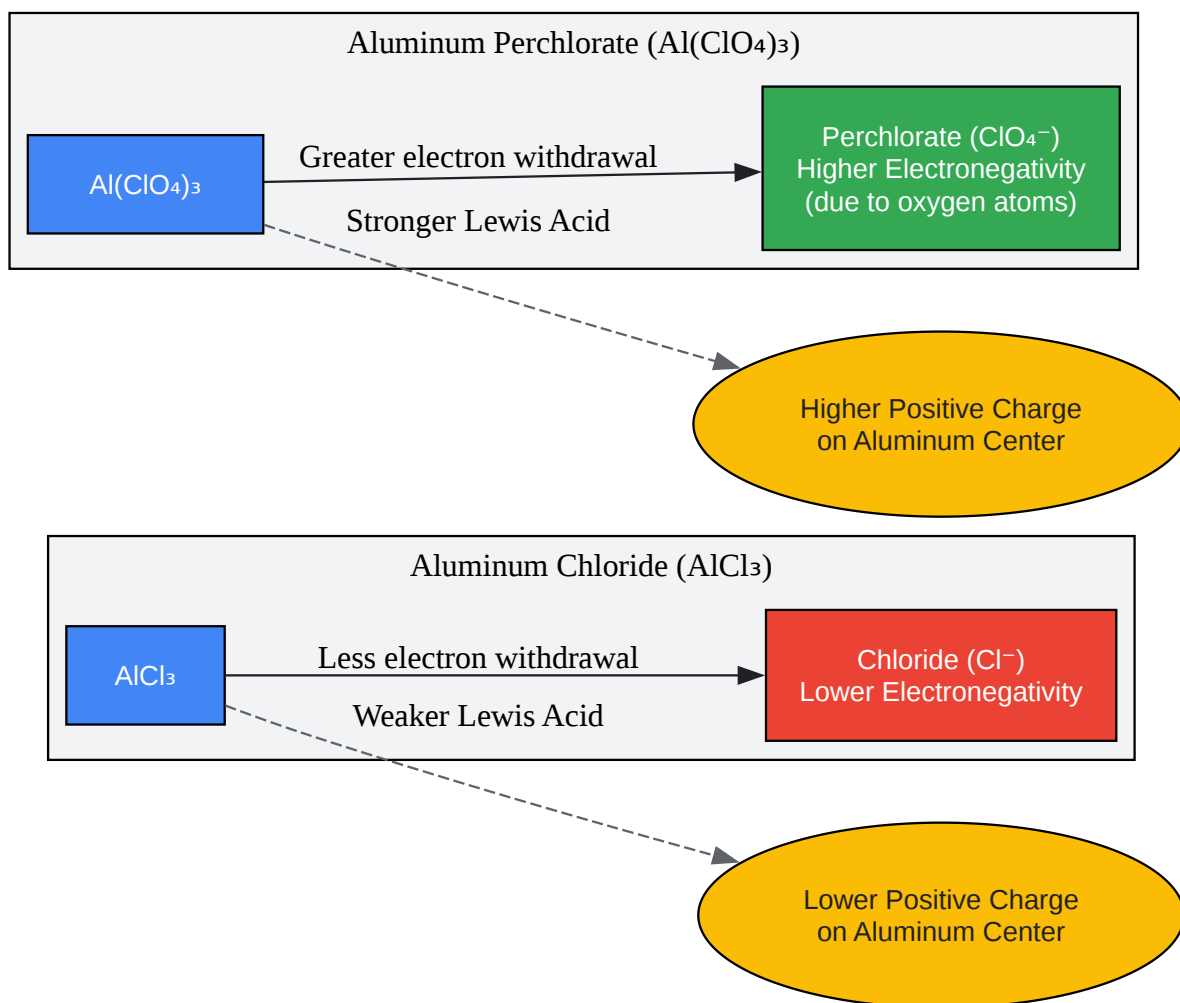 Aluminum Perchlorate (Al(ClO₄)₃)
Al(ClO₄)₃
Greater electron withdrawal
Stronger Lewis Acid
Perchlorate (ClO₄⁻)
Higher Electronegativity
(due to oxygen atoms)
Higher Positive Charge
on Aluminum Center
Aluminum Chloride (AlCl₃)
AlCl₃
Less electron withdrawal
Weaker Lewis Acid
Chloride (Cl⁻)
Lower Electronegativity
Lower Positive Charge
on Aluminum Center